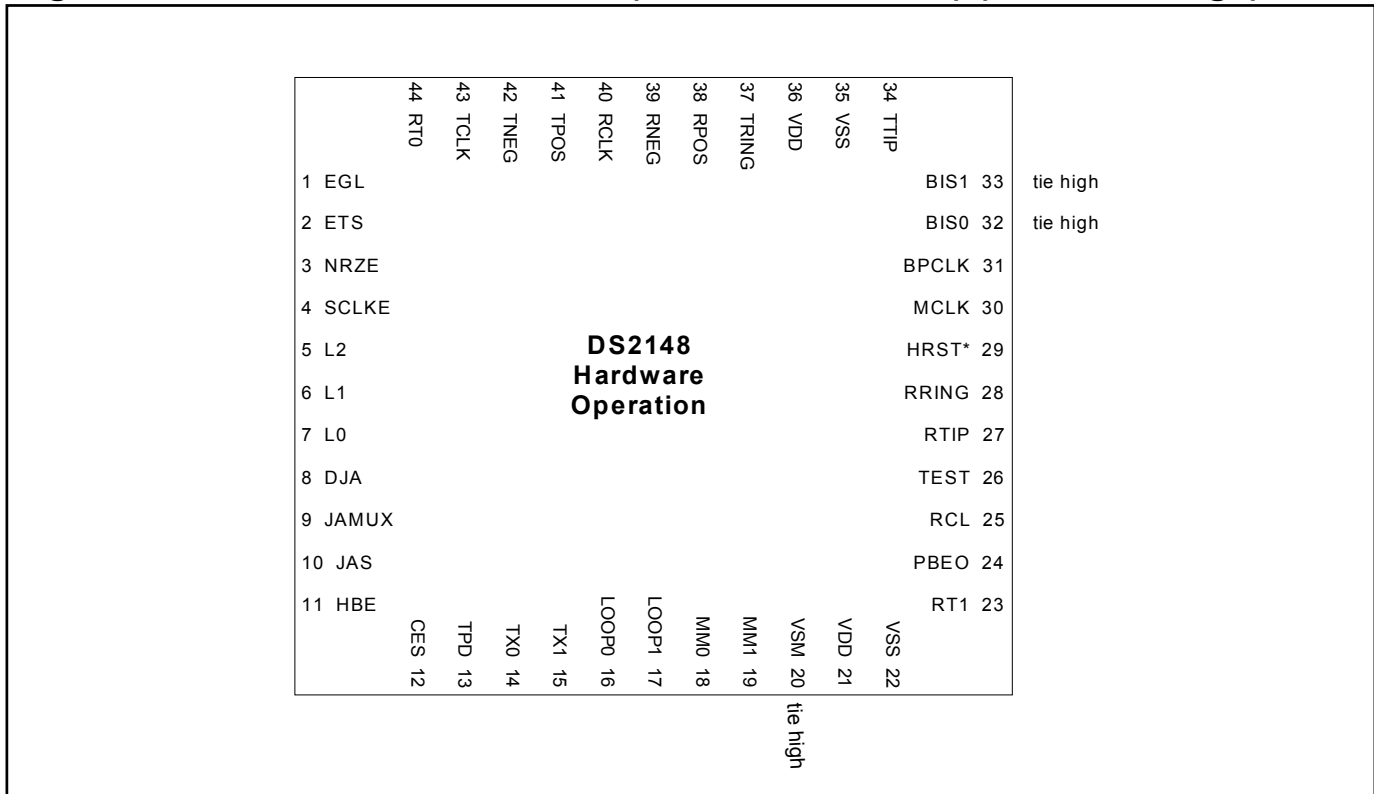 44 RT0
43 TCLK
42 TNEG
41 TPOS
40 RCLK
39 RNEG
38 RPOS
37 TRING
36 VDD
35 VSS
34 TTIP
1 EGL
2 ETS
3 NRZE
4 SCLKE
5 L2
6 L1
7 L0
8 DJA
9 JAMUX
10 JAS
11 HBE
DS2148
Hardware
Operation
BIS1 33 tie high
BIS0 32 tie high
BPCLK 31
MCLK 30
HRST* 29
RRING 28
RTIP 27
TEST 26
RCL 25
PBEO 24
RT1 23
CES 12
TPD 13
TX0 14
TX1 15
LOOP0 16
LOOP1 17
MM0 18
MM1 19
VSM 20 tie high
VDD 21
VSS 22